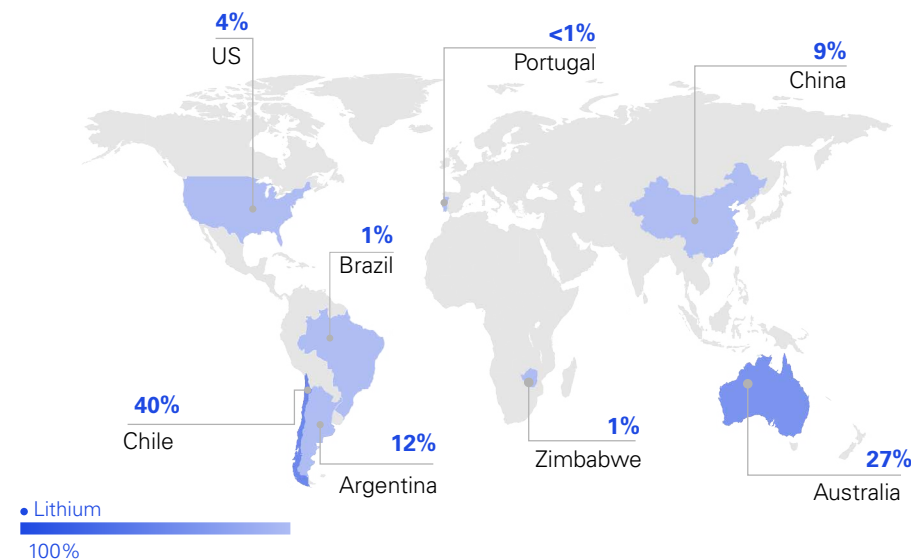 4%
US
<1%
Portugal
9%
China
1%
Brazil
40%
Chile
12%
Argentina
1%
Zimbabwe
27%
Australia
Lithium
100%